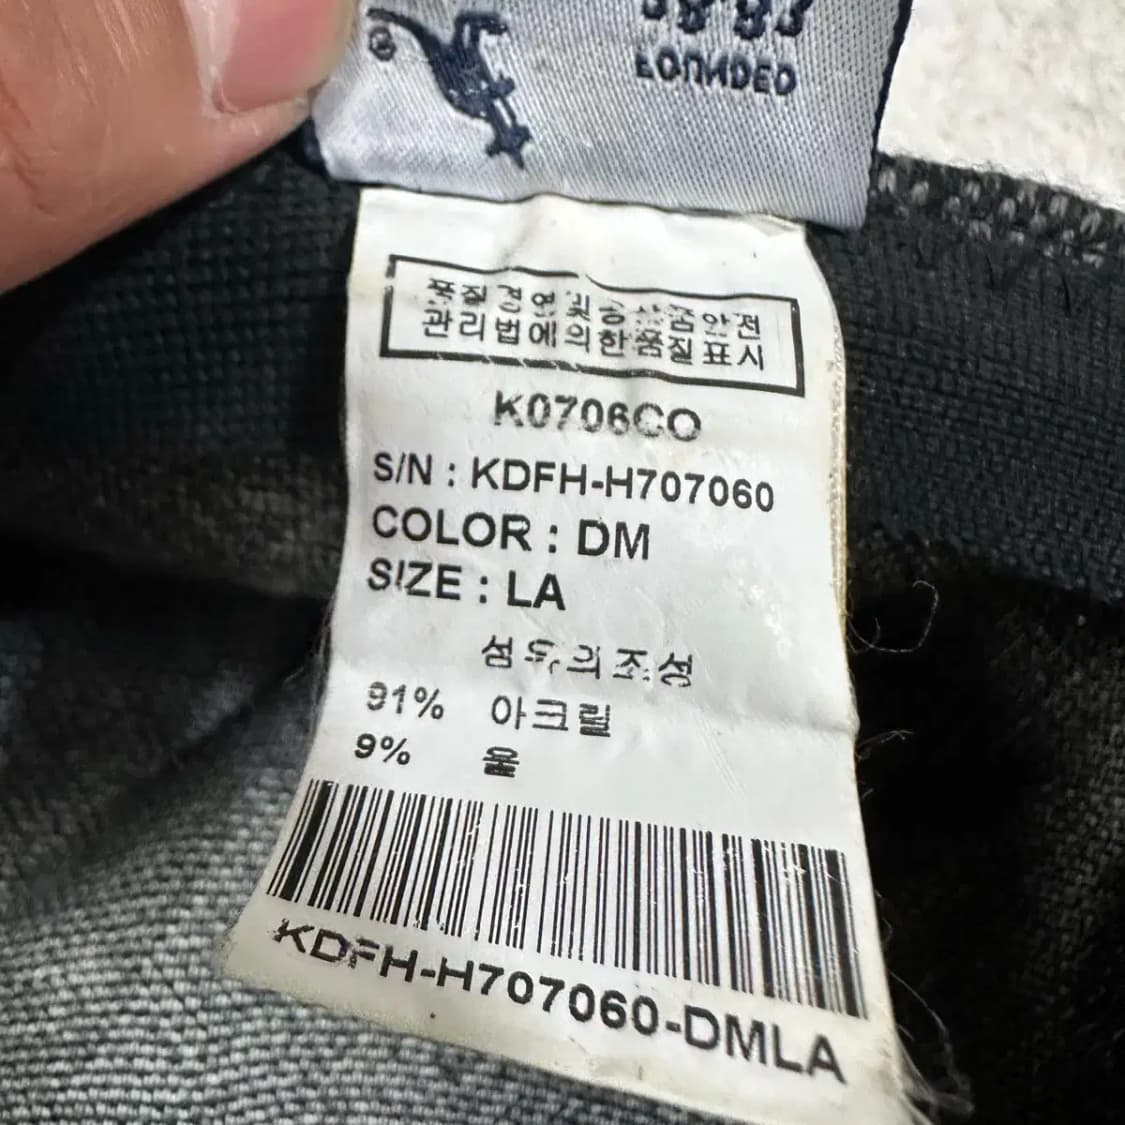 FOUNDED
품질경영및공산품안전
관리법에의한품질표시
K0706CO
S/N : KDFH-H707060
COLOR : DM
SIZE : LA
섬유의조성
91% 아크릴
9% 울
KDFH-H707060-DMLA